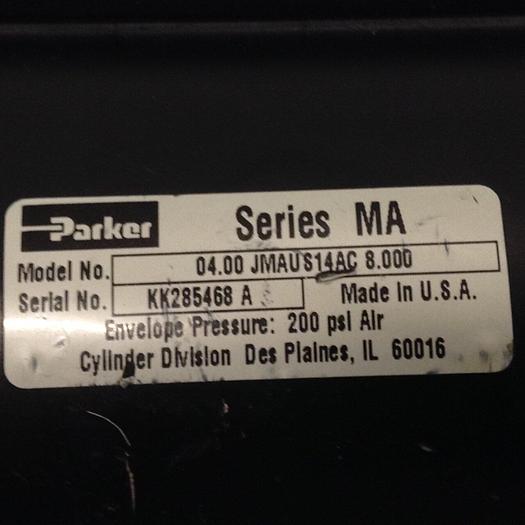 Parker
Series MA
Model No. 04.00 JMAUS14AC 8.000
Serial No. KK285468 A Made In U.S.A.
Envelope Pressure: 200 psi Air
Cylinder Division Des Plaines, IL 60016